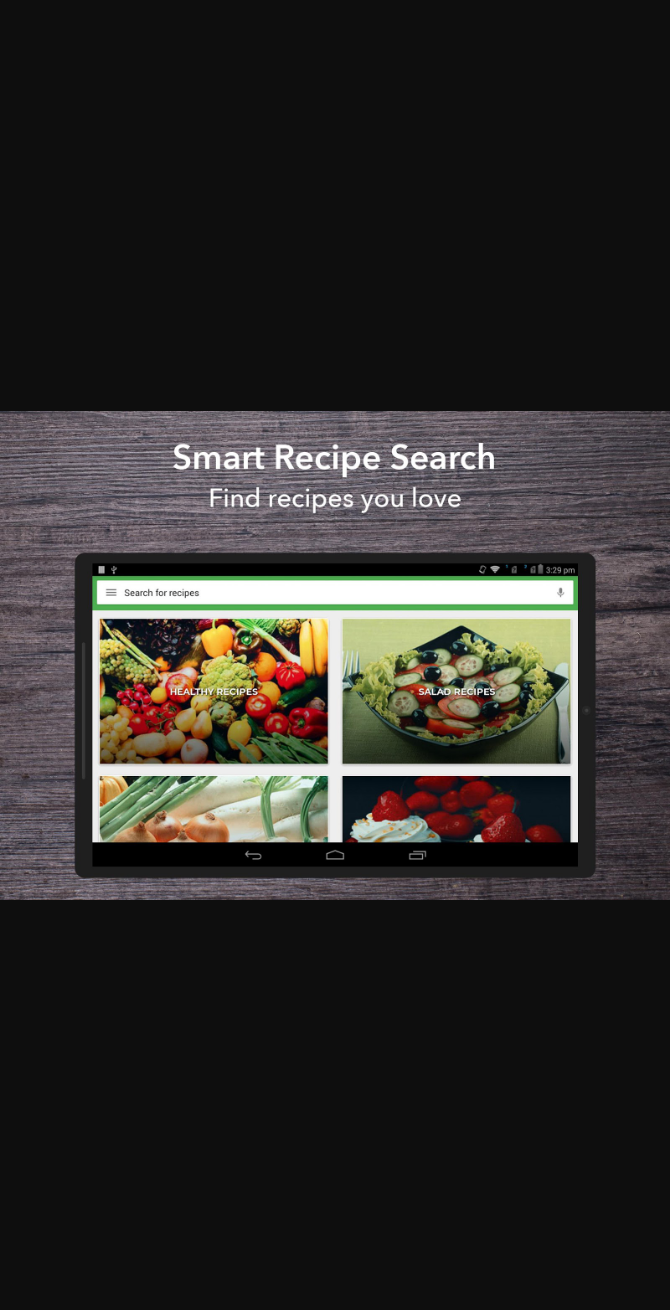 Smart Recipe Search
Find recipes you love
3:29 pm
Search for recipes
HEALTHY RECIPES
SALAD RECIPES